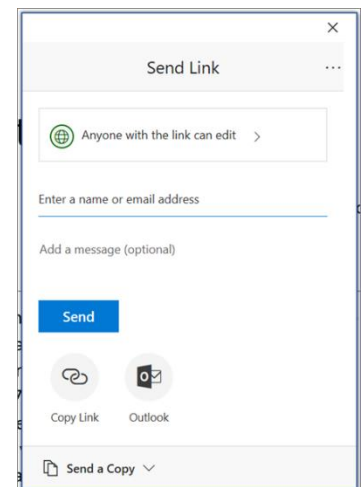 Send Link
Anyone with the link can edit
Enter a name or email address
Add a message (optional)
Send
Copy Link
Outlook
Send a Copy